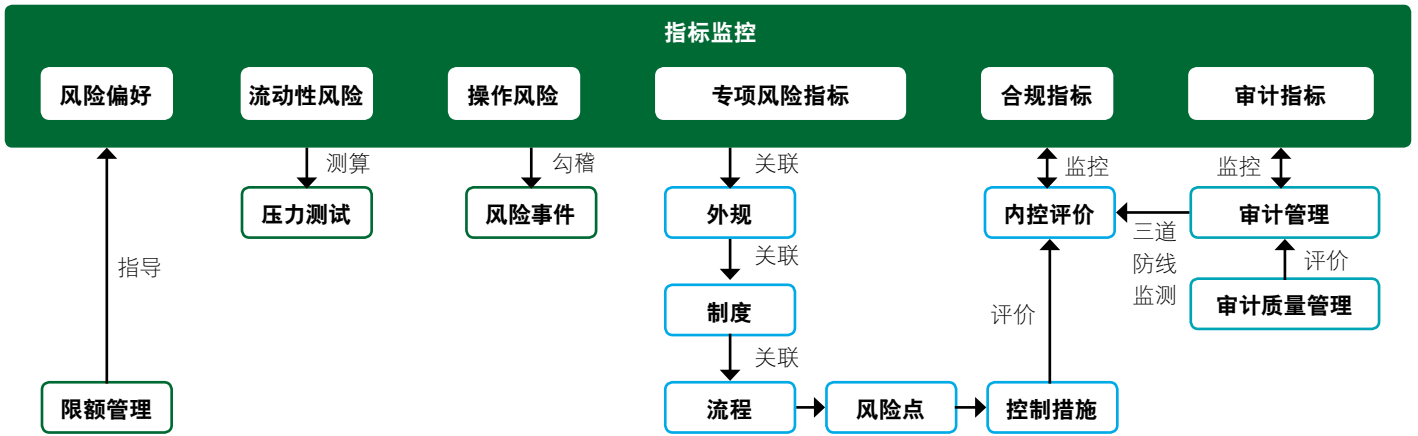 指标监控
风险偏好
流动性风险
操作风险
专项风险指标
合规指标
审计指标
测算
勾稽
关联
监控
监控
压力测试
风险事件
外规
内控评价
审计管理
指导
关联
三道
防线
监测
评价
制度
评价
审计质量管理
关联
限额管理
流程
风险点
控制措施